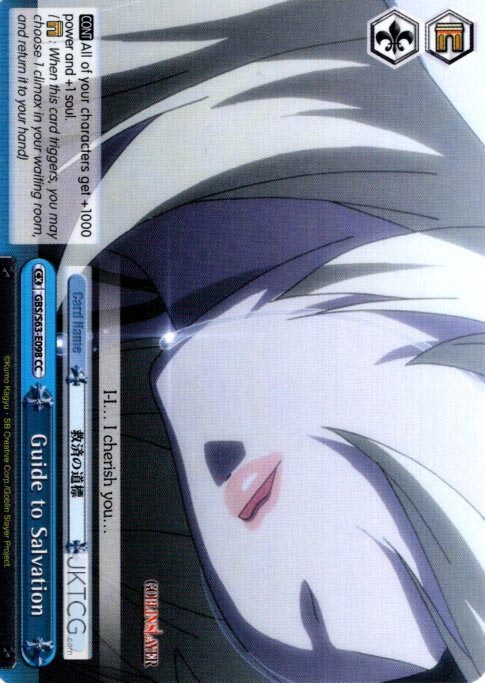 [CONT] All of your characters get +1000
power and +1 soul.
( : When this card triggers, you may
choose 1 climax in your waiting room,
and return it to your hand)
I-I... I cherish you...
GOBLIN SLAYER
Card Name
救済の道標
JKTCG.com
CX
GBS/S63-E098 CC
Guide to Salvation
©Kumo Kagyu - SB Creative Corp./Goblin Slayer Project.